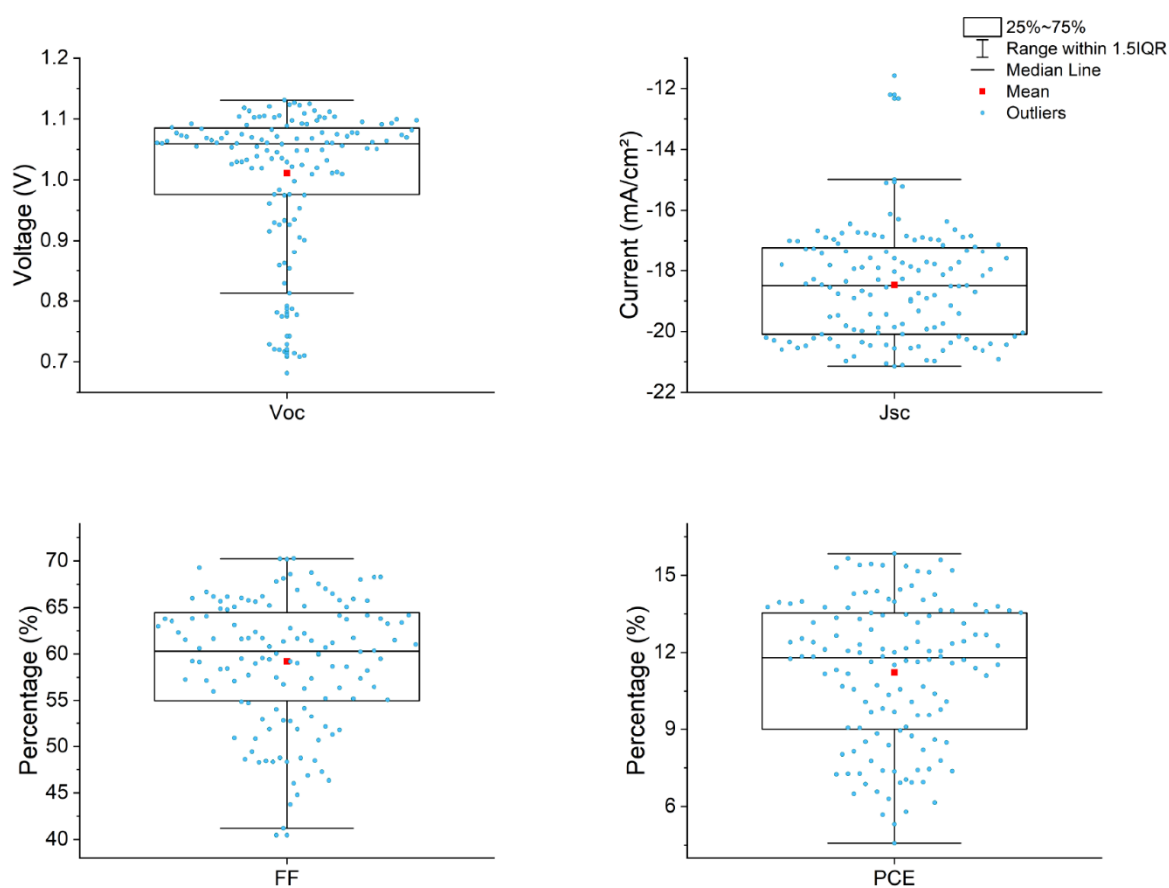 25%~75%
Range within 1.5IQR
Median Line
Mean
Outliers
1.2
1.1
1.0
0.9
0.8
0.7
Voltage (V)
Voc
-12
-14
-16
-18
-20
-22
Current (mA/cm²)
Jsc
70
65
60
55
50
45
40
Percentage (%)
FF
15
12
9
6
Percentage (%)
PCE